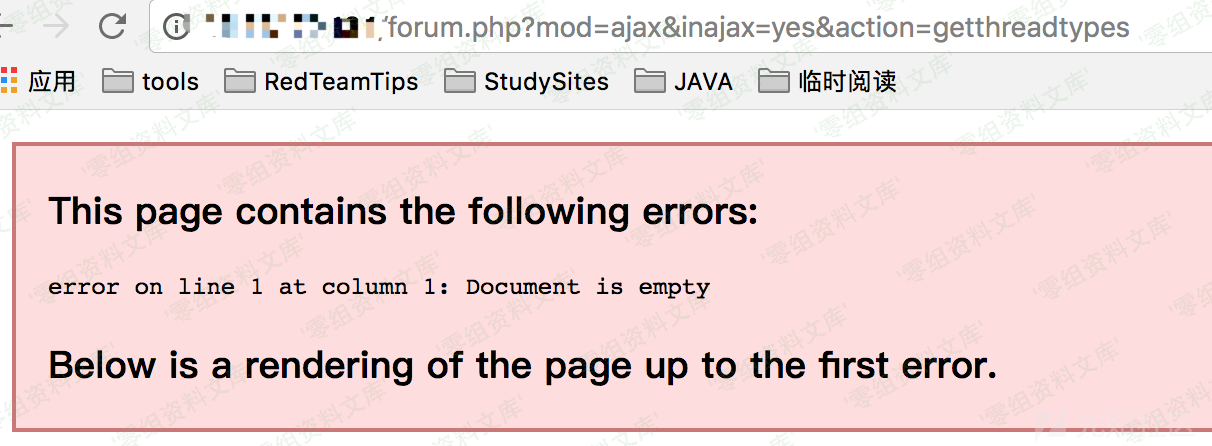 forum.php?mod=ajax&inajax=yes&action=getthreadtypes
应用 tools RedTeamTips StudySites JAVA 临时阅读
This page contains the following errors:
error on line 1 at column 1: Document is empty
Below is a rendering of the page up to the first error.
'零组资料文库'